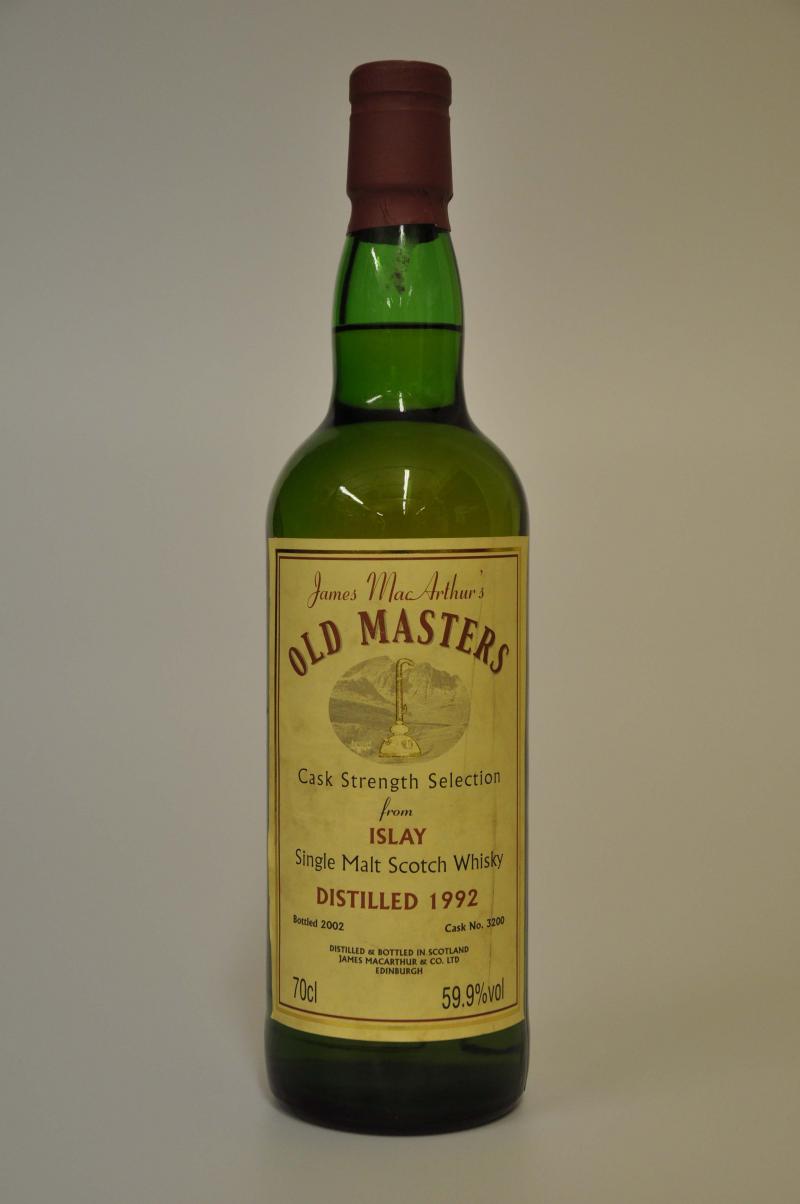 James MacArthur's
OLD MASTERS
Cask Strength Selection
from
ISLAY
Single Malt Scotch Whisky
DISTILLED 1992
Bottled 2002 Cask No. 3200
DISTILLED & BOTTLED IN SCOTLAND
JAMES MACARTHUR & CO. LTD
EDINBURGH
70cl 59.9%vol